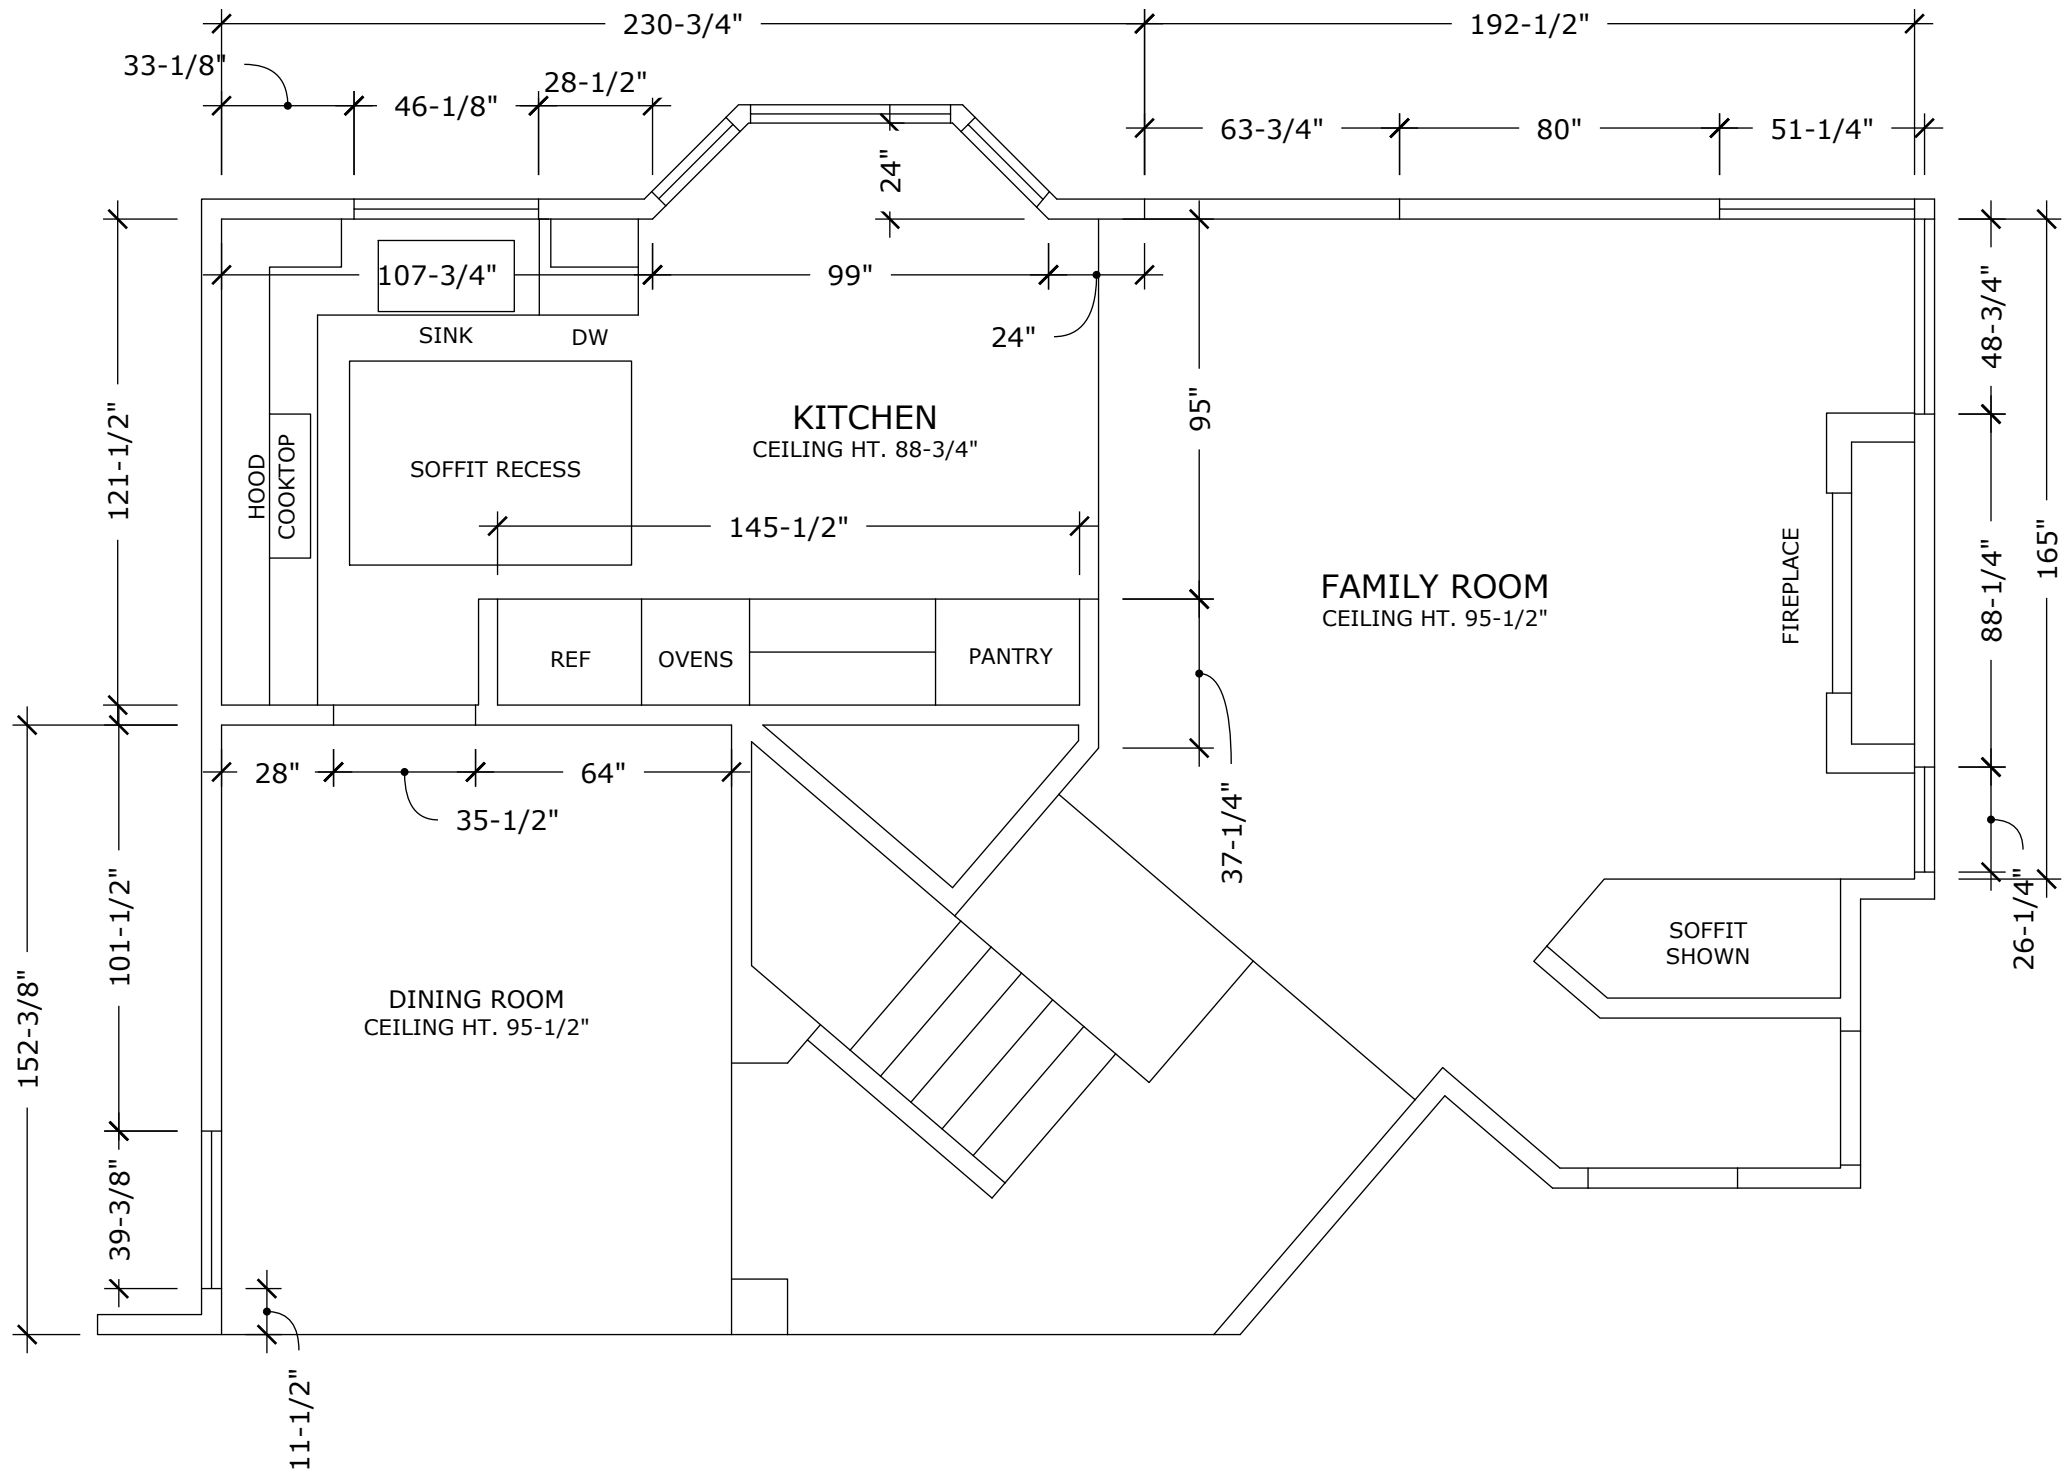 230-3/4"
192-1/2"
33-1/8"
46-1/8"
28-1/2"
63-3/4"
80"
51-1/4"
24"
107-3/4"
99"
24"
48-3/4"
SINK
DW
95"
121-1/2"
KITCHEN
CEILING HT. 88-3/4"
HOOD
COOKTOP
SOFFIT RECESS
145-1/2"
165"
FAMILY ROOM
CEILING HT. 95-1/2"
FIREPLACE
88-1/4"
REF
OVENS
PANTRY
28"
64"
35-1/2"
37-1/4"
26-1/4"
101-1/2"
SOFFIT
SHOWN
DINING ROOM
CEILING HT. 95-1/2"
152-3/8"
39-3/8"
11-1/2"